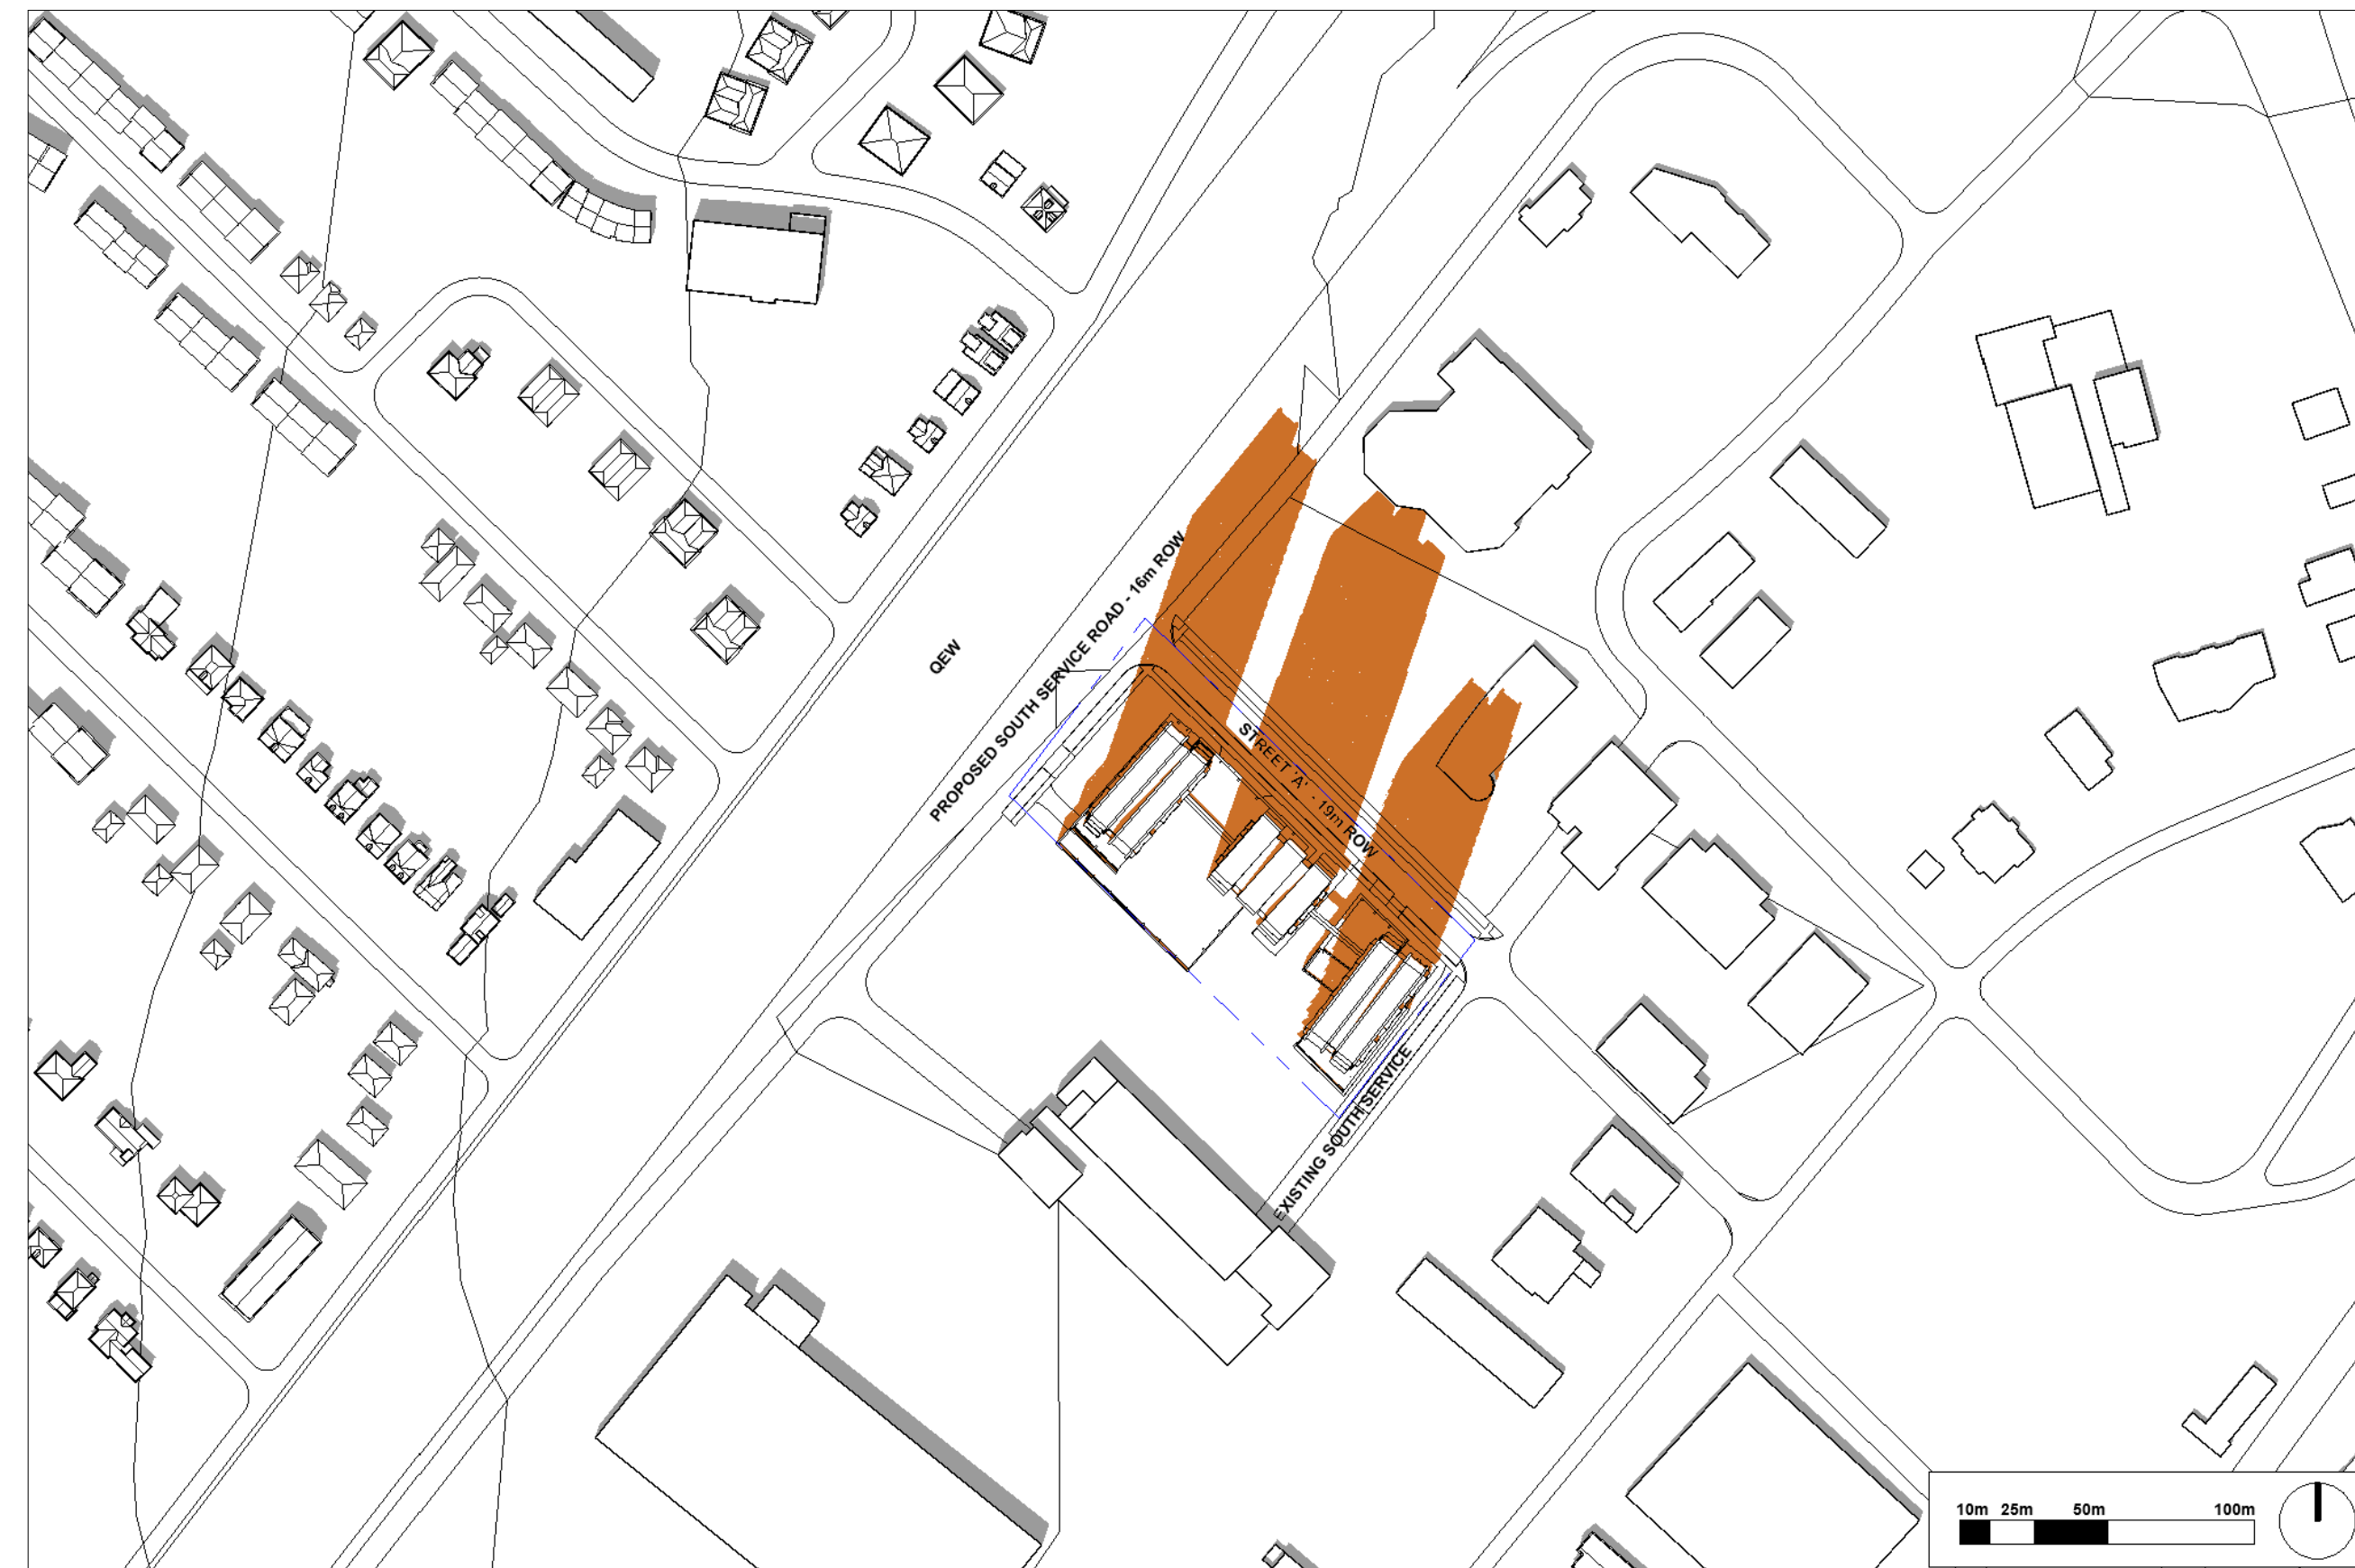 QEW
PROPOSED SOUTH SERVICE ROAD - 16m ROW
STREET 'A' - 19m ROW
EXISTING SOUTH SERVICE
10m 25m 50m 100m